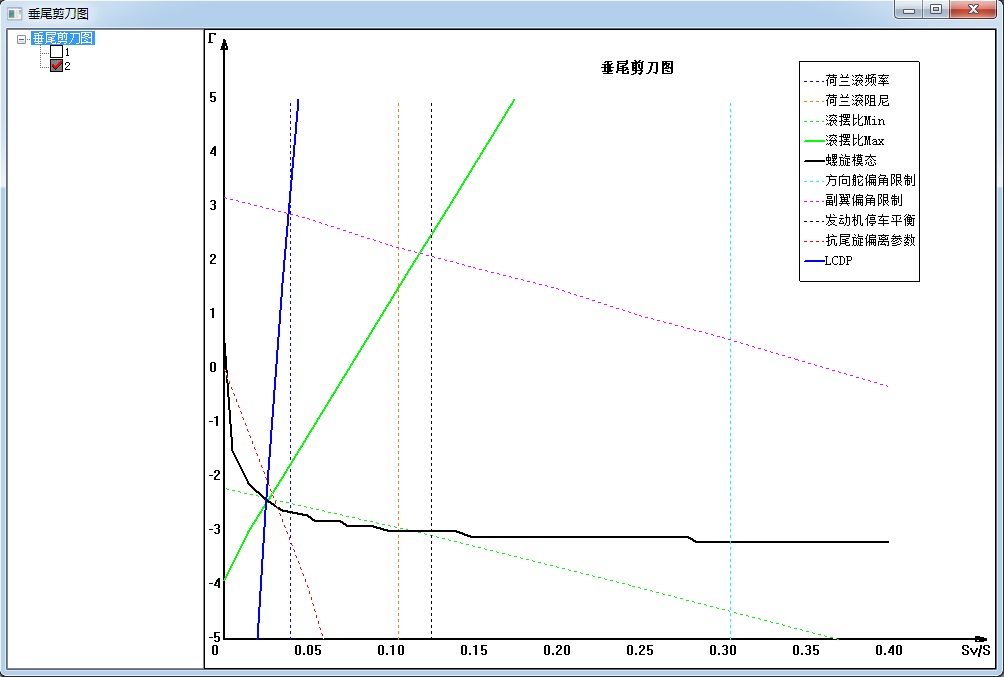 垂尾剪刀图
垂尾剪刀图
1
2
Γ
垂尾剪刀图
荷兰滚频率
荷兰滚阻尼
滚摆比Min
滚摆比Max
螺旋模态
方向舵偏角限制
副翼偏角限制
发动机停车平衡
抗尾旋偏离参数
LCDP
5
4
3
2
1
0
-1
-2
-3
-4
-5
0 0.05 0.10 0.15 0.20 0.25 0.30 0.35 0.40 Sv/S